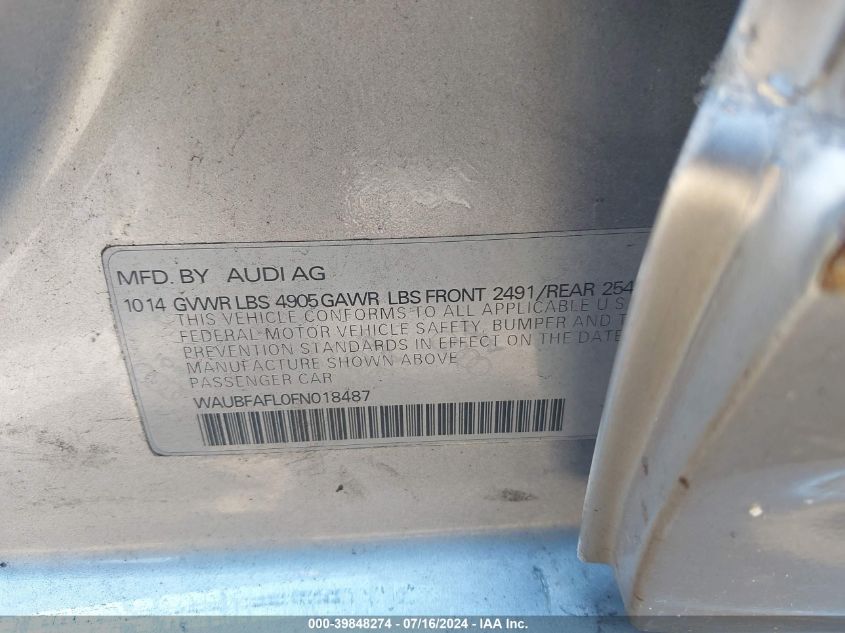 MFD. BY AUDI AG
1014 GVWR LBS 4905 GAWR LBS FRONT 2491/REAR 254
THIS VEHICLE CONFORMS TO ALL APPLICABLE U S
FEDERAL MOTOR VEHICLE SAFETY, BUMPER AND T
PREVENTION STANDARDS IN EFFECT ON THE DATE
MANUFACTURE SHOWN ABOVE
PASSENGER CAR
WAUBFAFL0FN018487
000-39848274 / 07/16/2024 - IAA Inc.